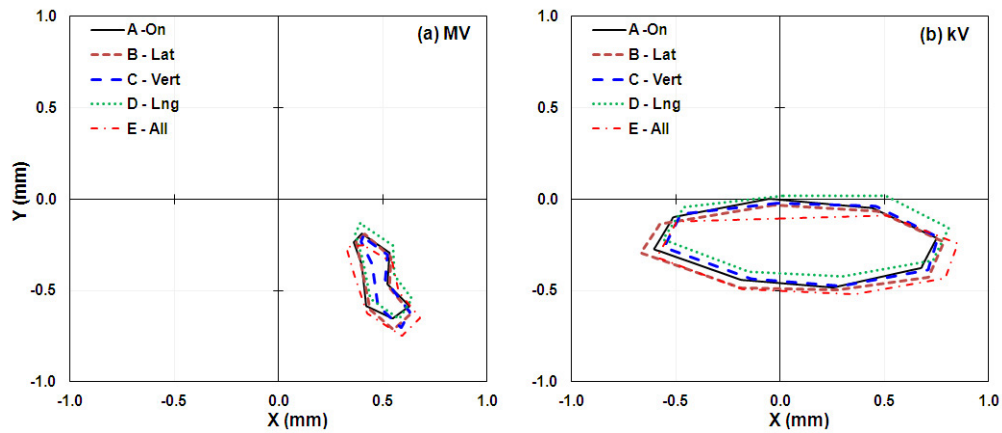 1.0
A -On
(a) MV
B - Lat
C - Vert
0.5
D - Lng
E - All
Y (mm)
0.0
-0.5
-1.0
-1.0
-0.5
0.0
0.5
1.0
X (mm)
1.0
A -On
(b) kV
B - Lat
C - Vert
0.5
D - Lng
E - All
0.0
-0.5
-1.0
-1.0
-0.5
0.0
0.5
1.0
X (mm)